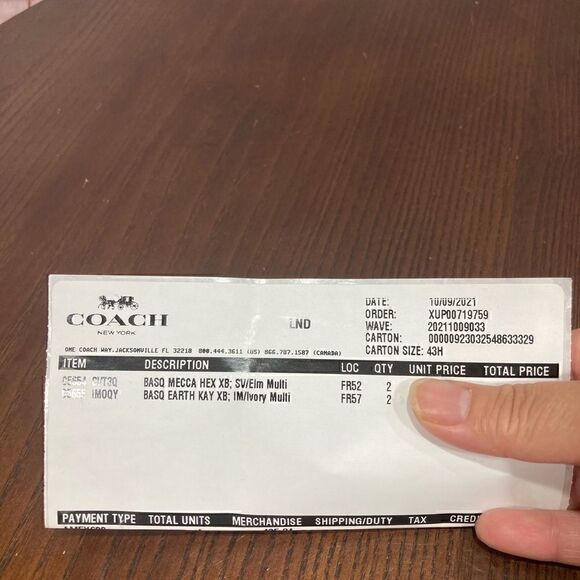 COACH
NEW YORK
LND
DATE: 10/09/2021
ORDER: XUP00719759
WAVE: 20211009033
CARTON: 00000923032548633329
CARTON SIZE: 43H
ONE COACH WAY,JACKSONVILLE FL 32218 800.444.3611 (US) 866.787.1587 (CANADA)
ITEM DESCRIPTION LOC QTY UNIT PRICE TOTAL PRICE
BASQ MECCA HEX XB; SV/Elm Multi FR52 2
IMOQY BASQ EARTH KAY XB; IM/Ivory Multi FR57 2
PAYMENT TYPE TOTAL UNITS MERCHANDISE SHIPPING/DUTY TAX